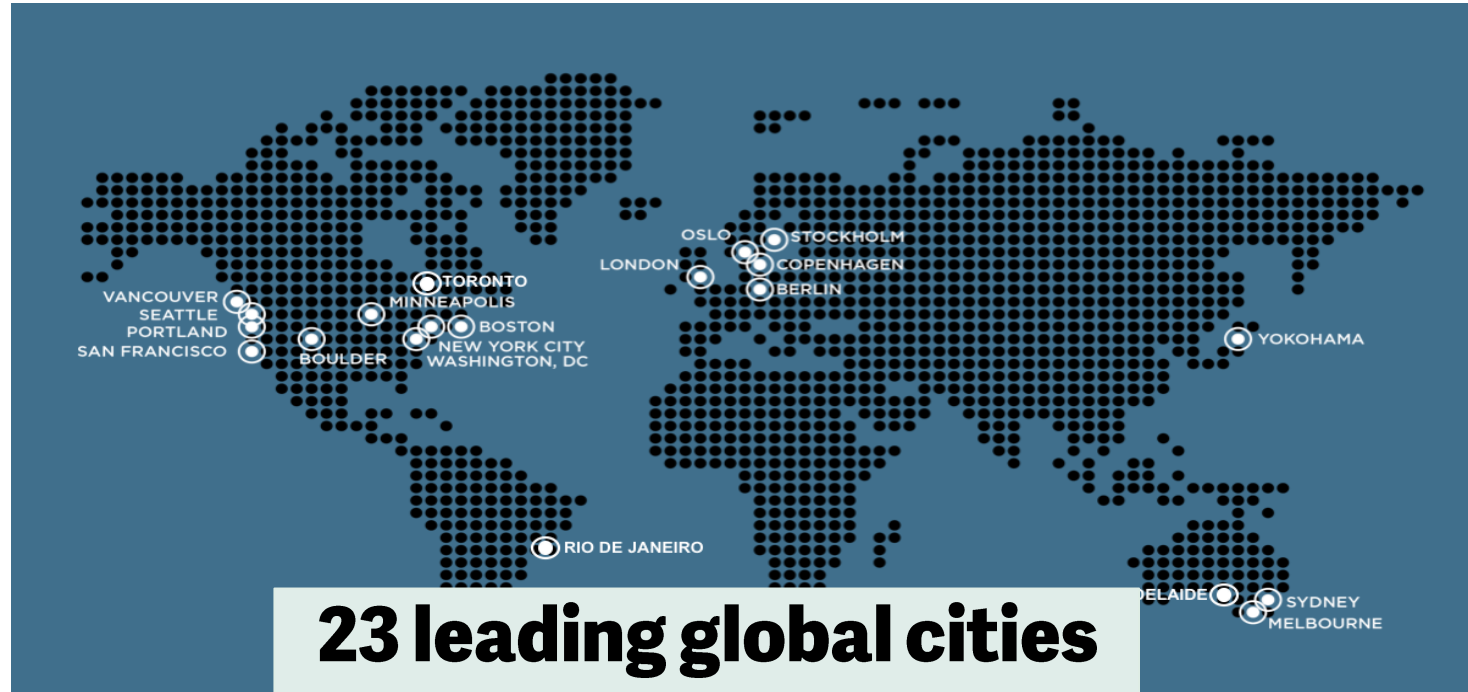 OSLO
STOCKHOLM
LONDON
COPENHAGEN
BERLIN
TORONTO
VANCOUVER
MINNEAPOLIS
SEATTLE
PORTLAND
BOSTON
SAN FRANCISCO
BOULDER
NEW YORK CITY
WASHINGTON, DC
YOKOHAMA
RIO DE JANEIRO
DELAIDE
SYDNEY
MELBOURNE
23 leading global cities